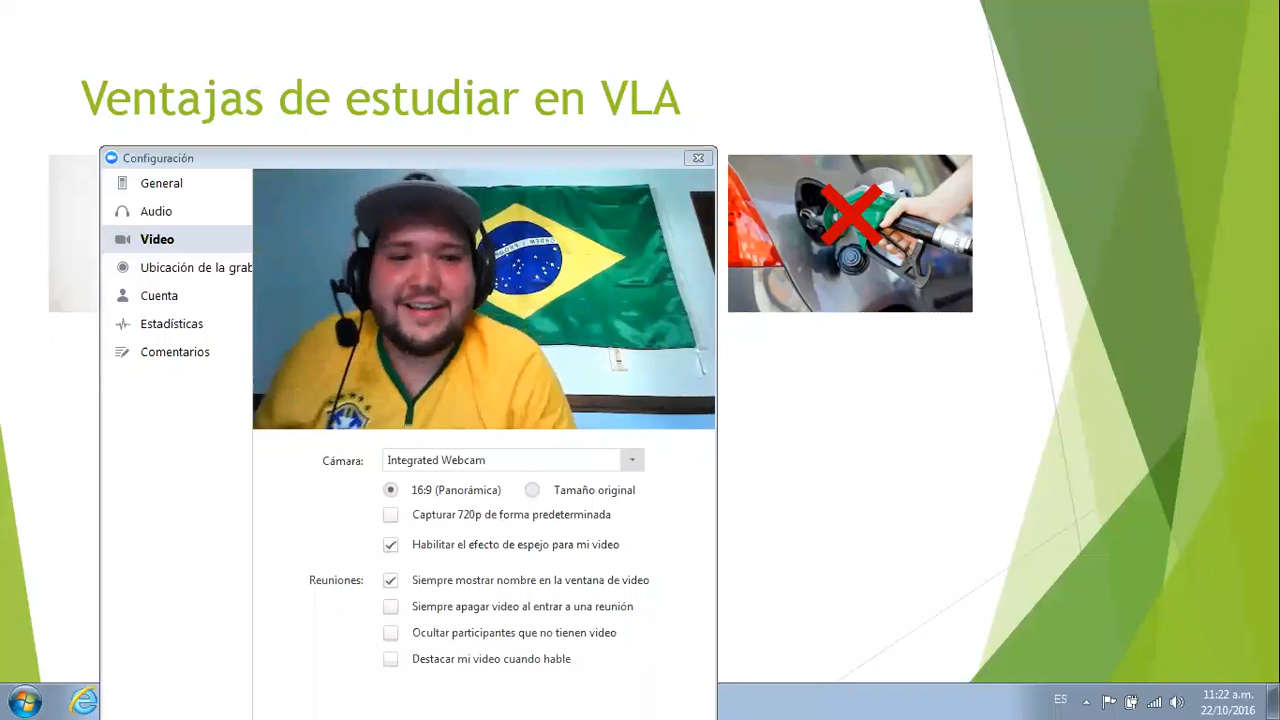 Ventajas de estudiar en VLA
Configuración
General
Audio
Video
Ubicación de la grab
Cuenta
Estadísticas
Comentarios
Cámara: Integrated Webcam
16:9 (Panorámica) Tamaño original
Capturar 720p de forma predeterminada
Habilitar el efecto de espejo para mi video
Reuniones: Siempre mostrar nombre en la ventana de video
Siempre apagar video al entrar a una reunión
Ocultar participantes que no tienen video
Destacar mi video cuando hable
ES
11:22 a.m.
22/10/2016